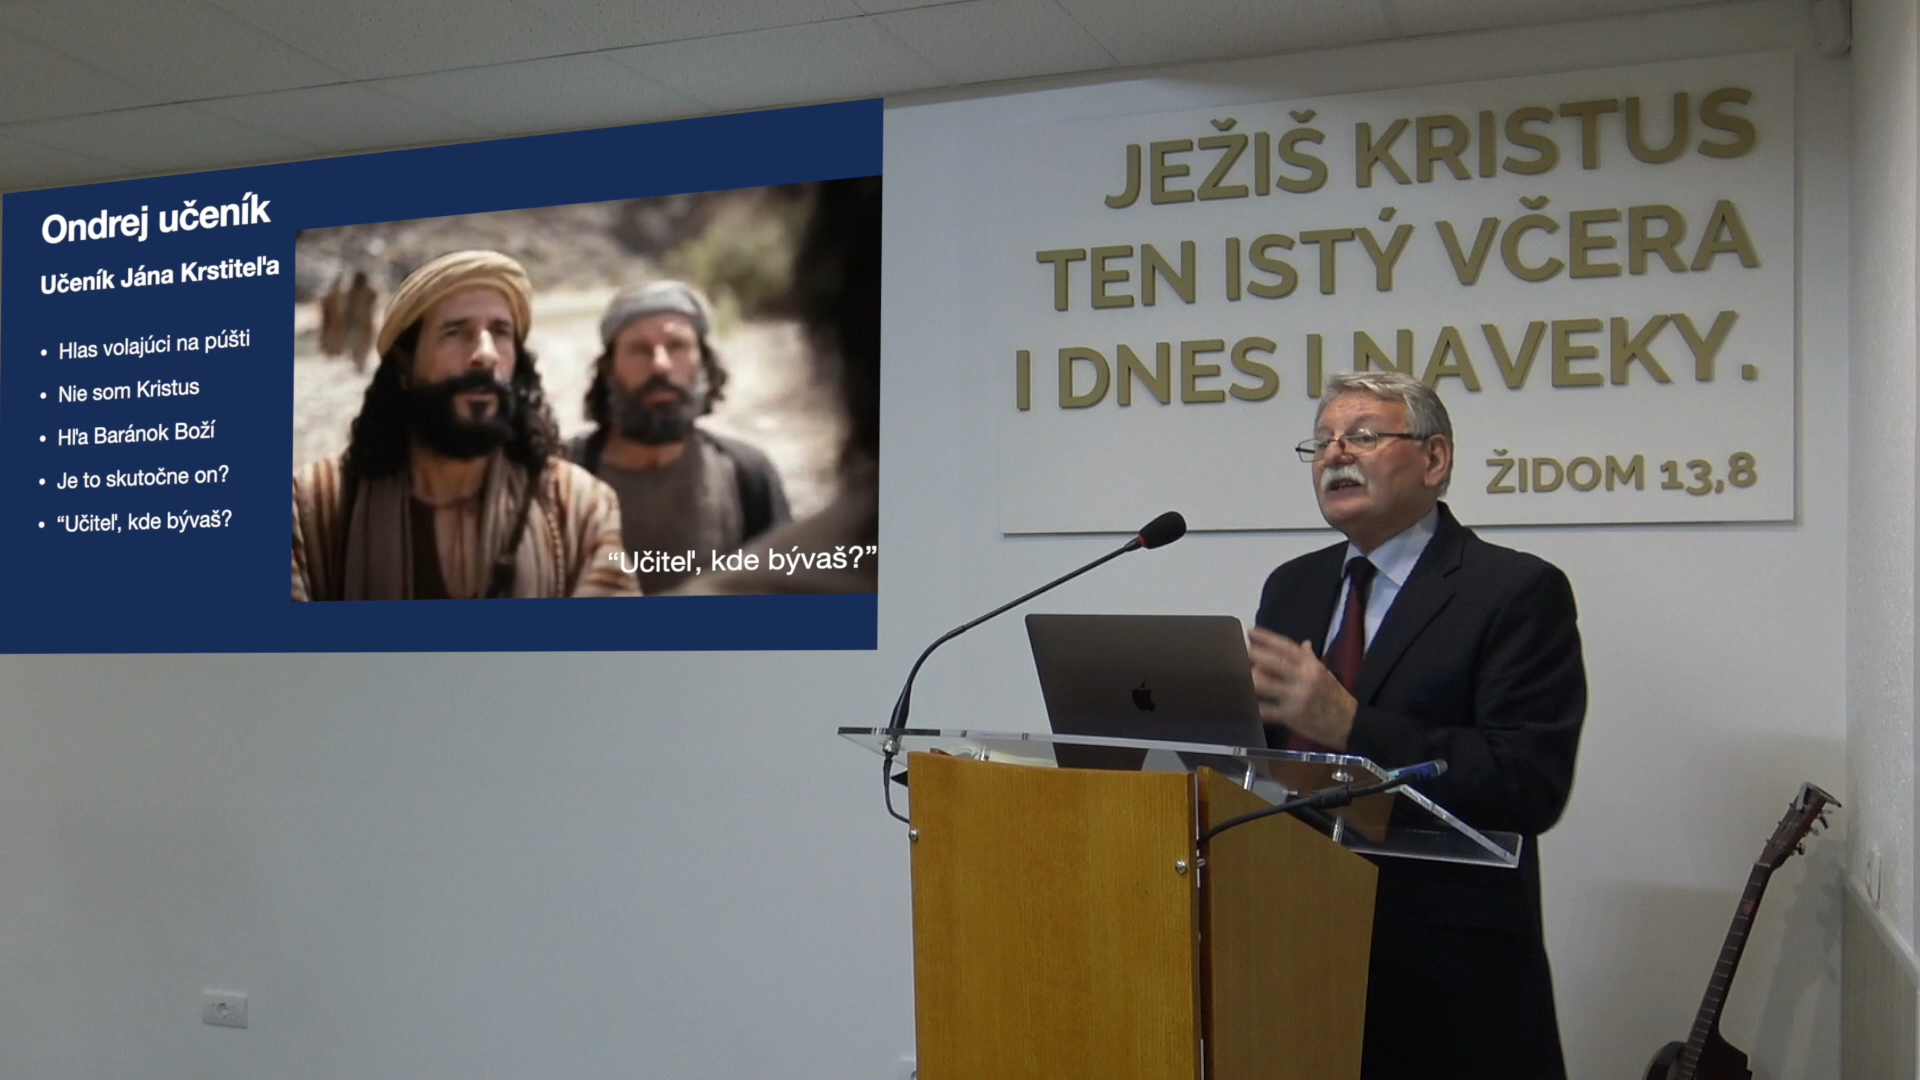 Ondrej učeník
Učeník Jána Krstiteľa
• Hlas volajúci na púšti
• Nie som Kristus
• Hľa Baránok Boží
• Je to skutočne on?
• “Učiteľ, kde bývaš?
“Učiteľ, kde bývaš?”
JEŽIŠ KRISTUS
TEN ISTÝ VČERA
I DNES I NAVEKY.
ŽIDOM 13,8